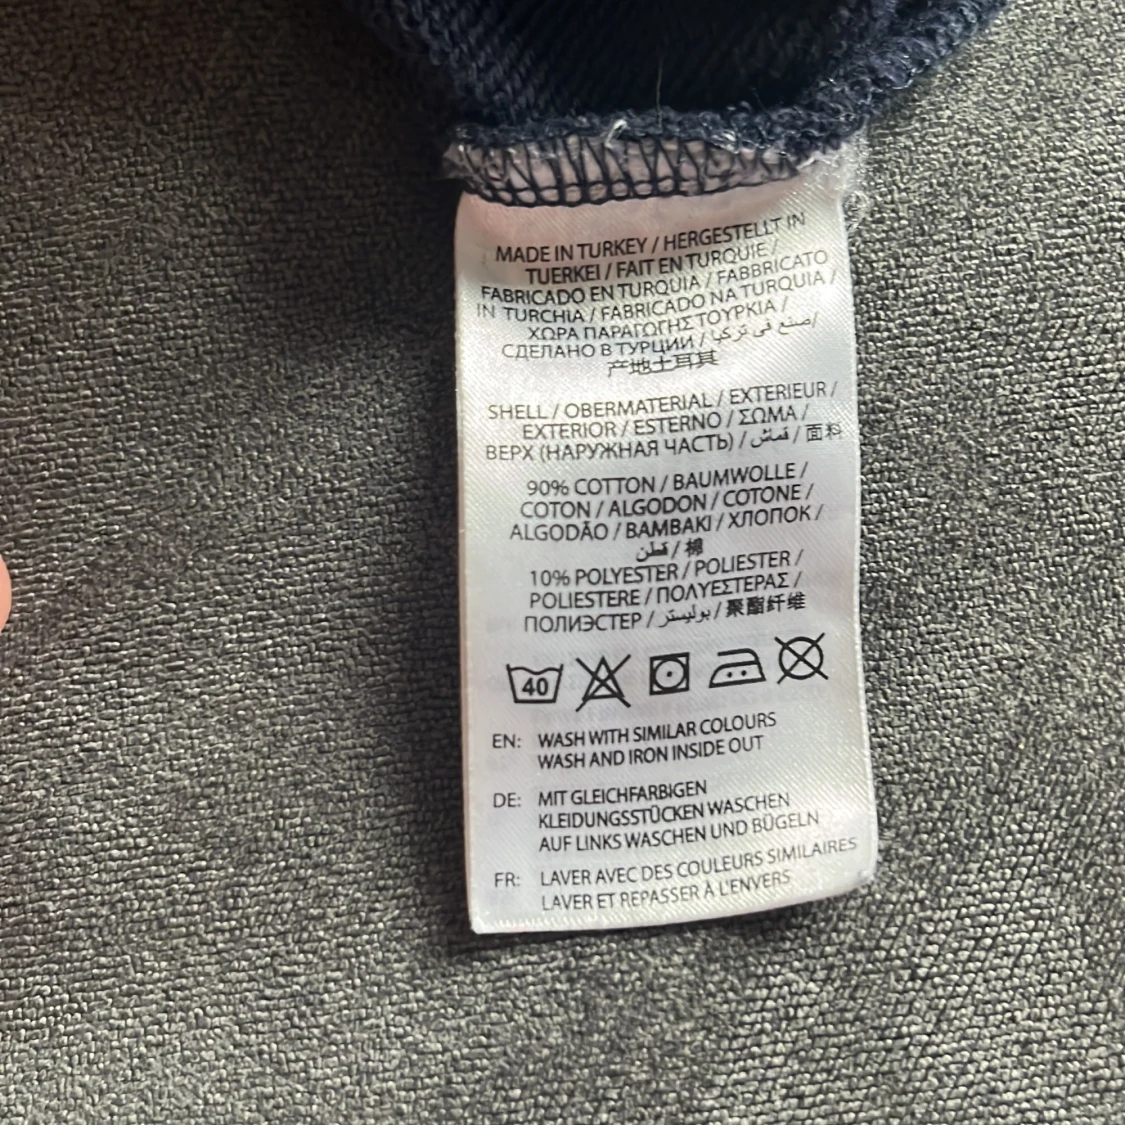 MADE IN TURKEY / HERGESTELLT IN
TUERKEI / FAIT EN TURQUIE /
FABRICADO EN TURQUIA / FABBRICATO
IN TURCHIA / FABRICADO NA TURQUIA /
ΧΩΡΑ ΠΑΡΑΓΩΓΗΣ ΤΟΥΡΚΙΑ /
СДЕЛАНО В ТУРЦИИ / صنع في تركيا /
产地土耳其
SHELL / OBERMATERIAL / EXTERIEUR /
EXTERIOR / ESTERNO / ΣΩΜΑ /
ВЕРХ (НАРУЖНАЯ ЧАСТЬ) / قماش / 面料
90% COTTON / BAUMWOLLE /
COTON / ALGODON / COTONE /
ALGODÃO / BAMBAKI / ХЛОПОК /
قطن / 棉
10% POLYESTER / POLIESTER /
POLIESTERE / ΠΟΛΥΕΣΤΕΡΑΣ /
ПОЛИЭСТЕР / بوليستر / 聚酯纤维
40
EN: WASH WITH SIMILAR COLOURS
WASH AND IRON INSIDE OUT
DE: MIT GLEICHFARBIGEN
KLEIDUNGSSTÜCKEN WASCHEN
AUF LINKS WASCHEN UND BÜGELN
FR: LAVER AVEC DES COULEURS SIMILAIRES
LAVER ET REPASSER À L'ENVERS